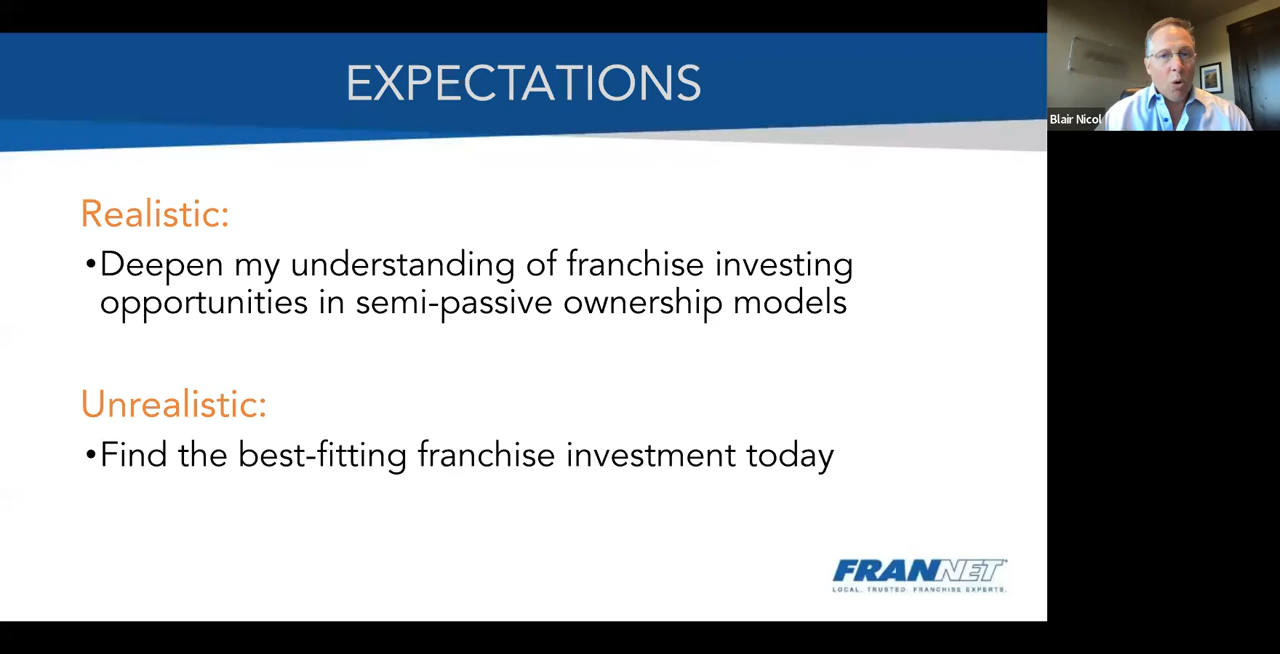 EXPECTATIONS
Blair Nicol
Realistic:
•Deepen my understanding of franchise investing
opportunities in semi-passive ownership models
Unrealistic:
•Find the best-fitting franchise investment today
FRANNET
LOCAL. TRUSTED. FRANCHISE EXPERTS.